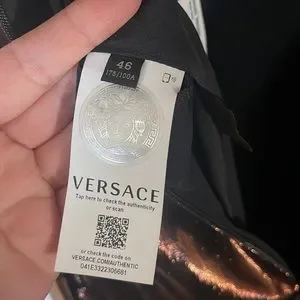 46
175/100A
VERSACE
Tap here to check the authenticity
or scan
or check the code on
VERSACE.COM/AUTHENTIC
041E3322306681